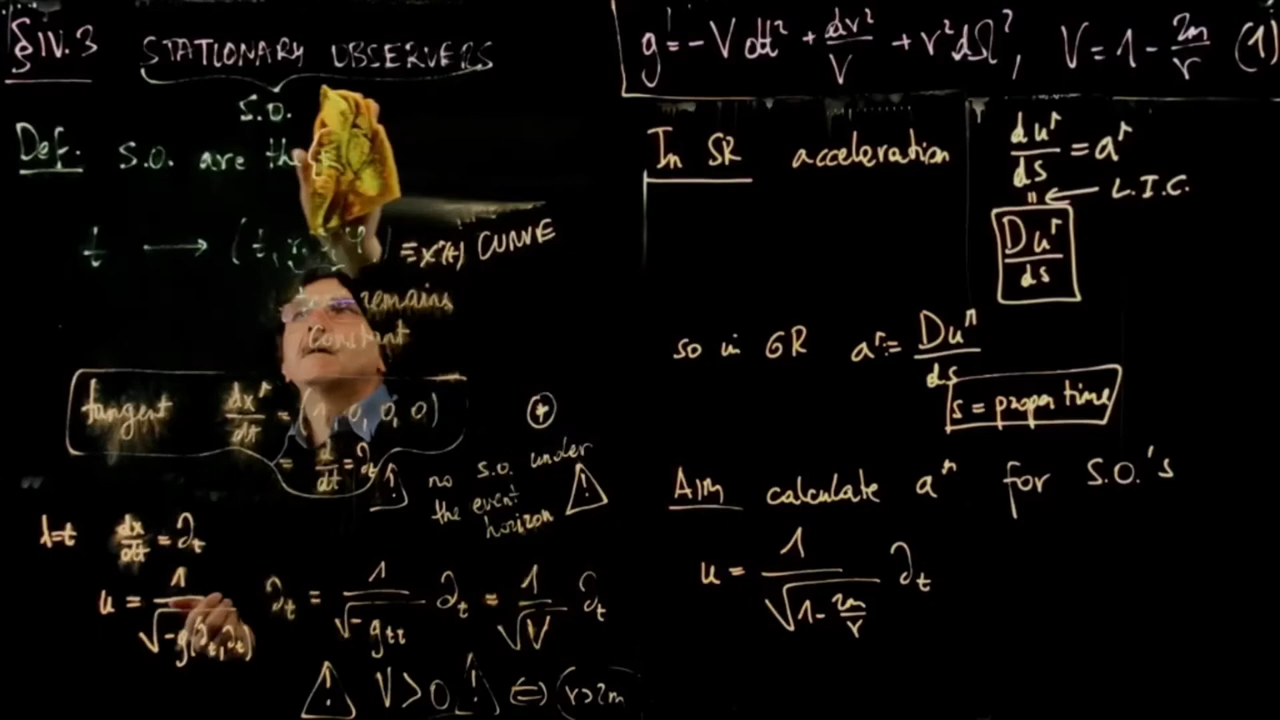 §IV.3 STATIONARY OBSERVERS
S.O.
Def. S.O. are the
t → (t, r, φ) ≡ x^μ(t) CURVE
remains
constant
tangent dx^μ/dt = (1, 0, 0, 0)
= d/dt = ∂_t
⊕
! no S.O. under
the event !
horizon
λ=t dx/dt = ∂_t
u = 1/√(-g(∂_t,∂_t)) ∂_t = 1/√(-g_tt) ∂_t = 1/√V ∂_t
! V>0 ! ⇔ (r>2m
g = -V dt² + dr²/V + r²dΩ², V = 1 - 2m/r (1)
In SR acceleration du^μ/ds = a^μ
= ← L.I.C.
Du^μ/ds
so in GR a^μ := Du^μ/ds
s = proper time
Aim calculate a^μ for S.O.'s
u = 1/√(1 - 2m/r) ∂_t